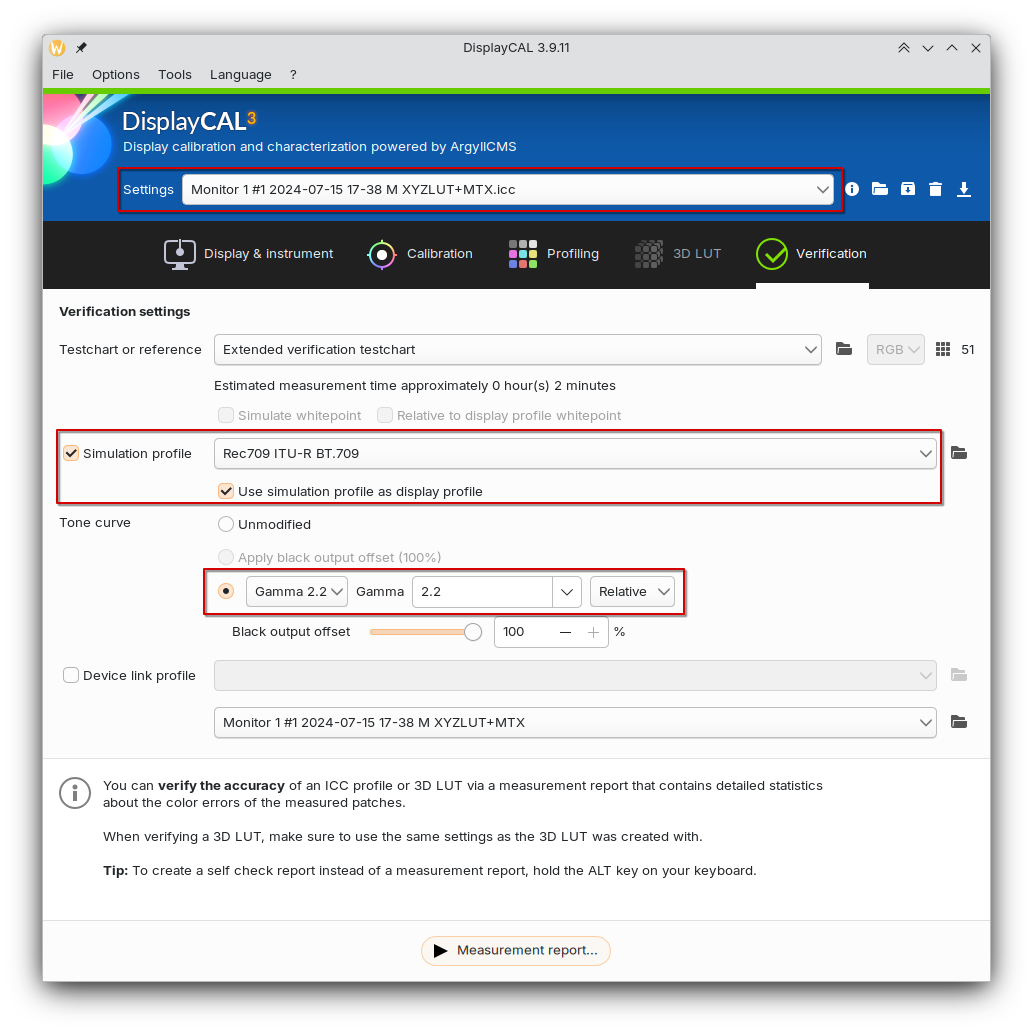 DisplayCAL 3.9.11
File Options Tools Language ?
DisplayCAL3
Display calibration and characterization powered by ArgyllCMS
Settings Monitor 1 #1 2024-07-15 17-38 M XYZLUT+MTX.icc
Display & instrument Calibration Profiling 3D LUT Verification
Verification settings
Testchart or reference Extended verification testchart RGB 51
Estimated measurement time approximately 0 hour(s) 2 minutes
Simulate whitepoint Relative to display profile whitepoint
Simulation profile Rec709 ITU-R BT.709
Use simulation profile as display profile
Tone curve Unmodified
Apply black output offset (100%)
Gamma 2.2 Gamma 2.2 Relative
Black output offset 100 — + %
Device link profile
Monitor 1 #1 2024-07-15 17-38 M XYZLUT+MTX
You can verify the accuracy of an ICC profile or 3D LUT via a measurement report that contains detailed statistics
about the color errors of the measured patches.
When verifying a 3D LUT, make sure to use the same settings as the 3D LUT was created with.
Tip: To create a self check report instead of a measurement report, hold the ALT key on your keyboard.
Measurement report...